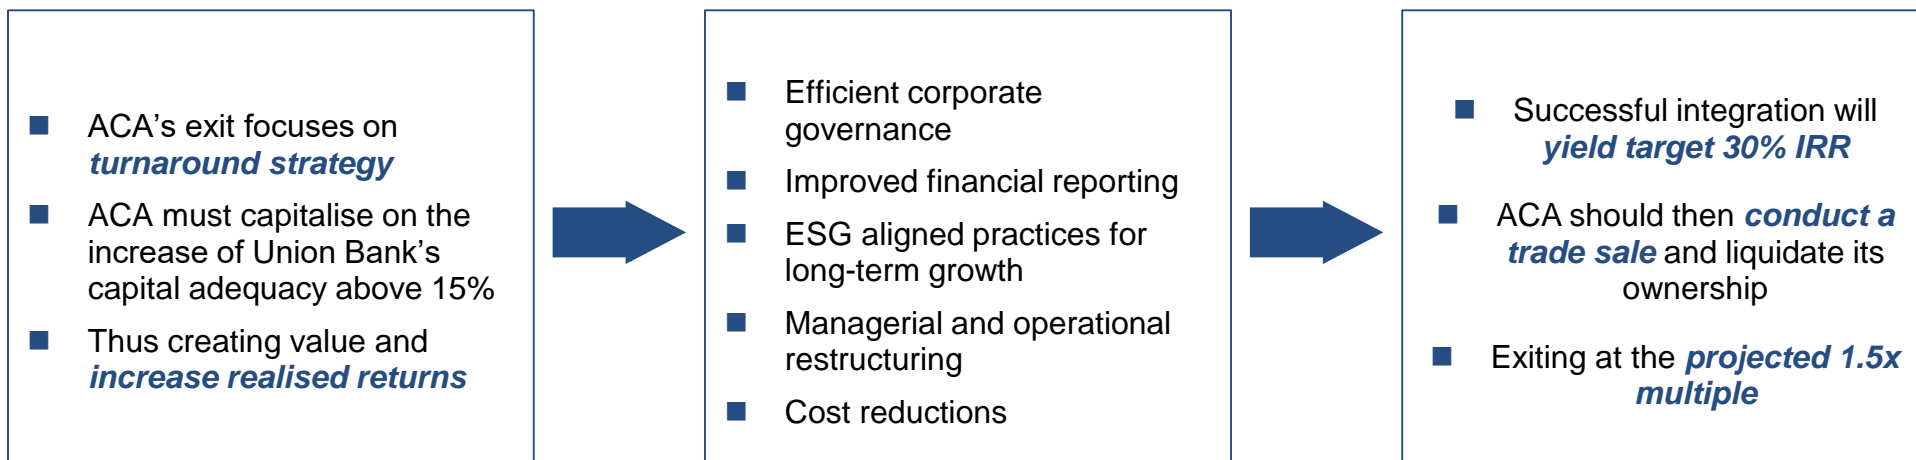 ACA’s exit focuses on
turnaround strategy
ACA must capitalise on the
increase of Union Bank’s
capital adequacy above 15%
Thus creating value and
increase realised returns
Efficient corporate
governance
Improved financial reporting
ESG aligned practices for
long-term growth
Managerial and operational
restructuring
Cost reductions
Successful integration will
yield target 30% IRR
ACA should then conduct a
trade sale and liquidate its
ownership
Exiting at the projected 1.5x
multiple